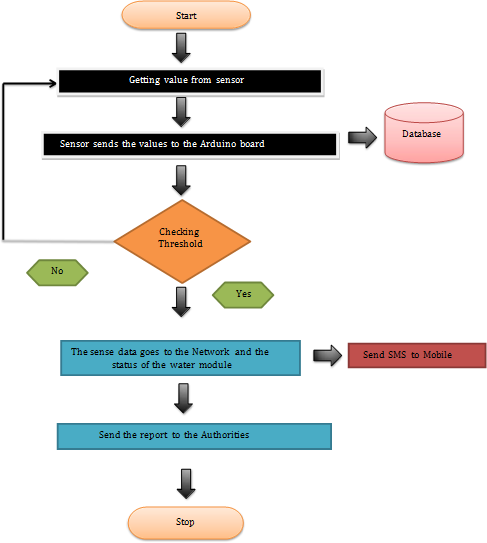 Start
Getting value from sensor
Sensor sends the values to the Arduino board
Database
Checking
Threshold
No
Yes
The sense data goes to the Network and the
status of the water module
Send SMS to Mobile
Send the report to the Authorities
Stop